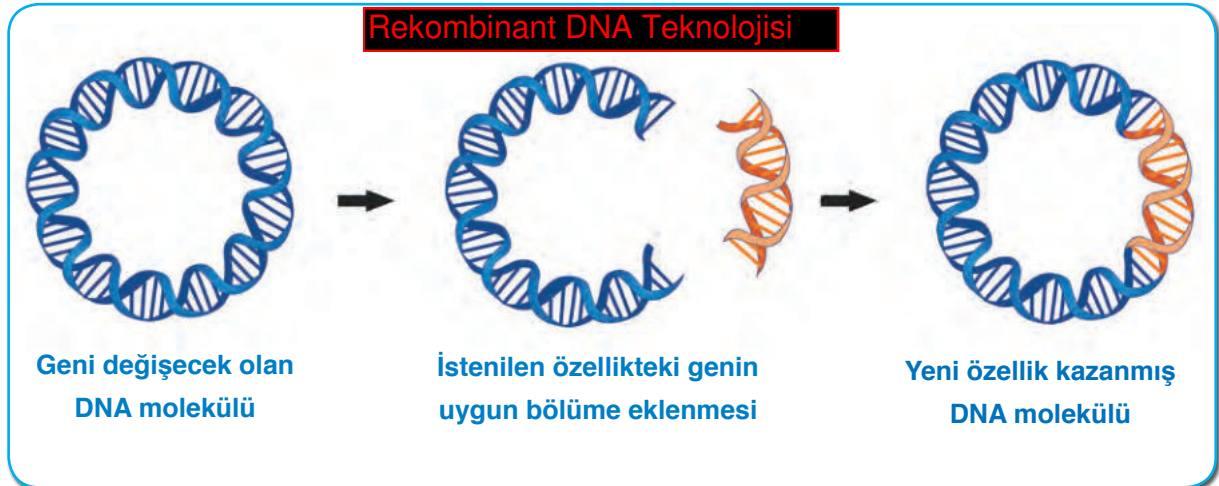 Rekombinant DNA Teknolojisi
Geni değişecek olan
DNA molekülü
İstenilen özellikteki genin
uygun bölüme eklenmesi
Yeni özellik kazanmış
DNA molekülü